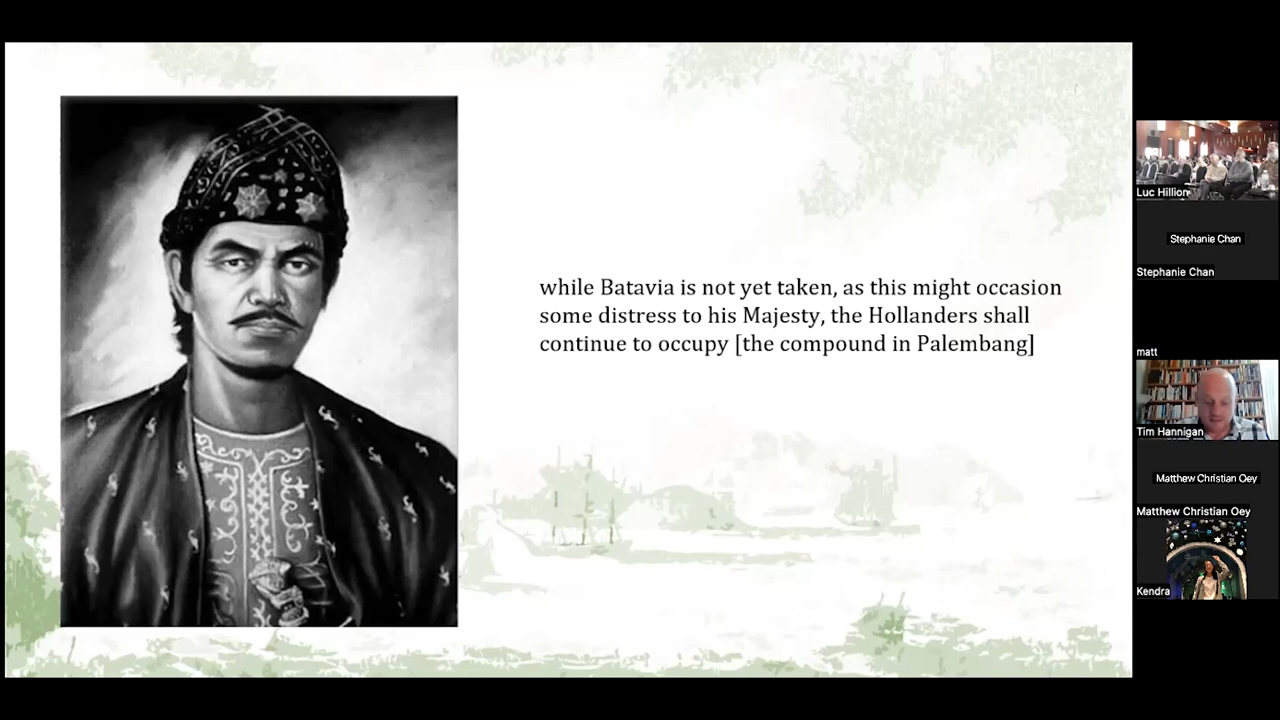 while Batavia is not yet taken, as this might occasion
some distress to his Majesty, the Hollanders shall
continue to occupy [the compound in Palembang]
Luc Hillion
Stephanie Chan
Stephanie Chan
matt
Tim Hannigan
Matthew Christian Oey
Matthew Christian Oey
Kendra